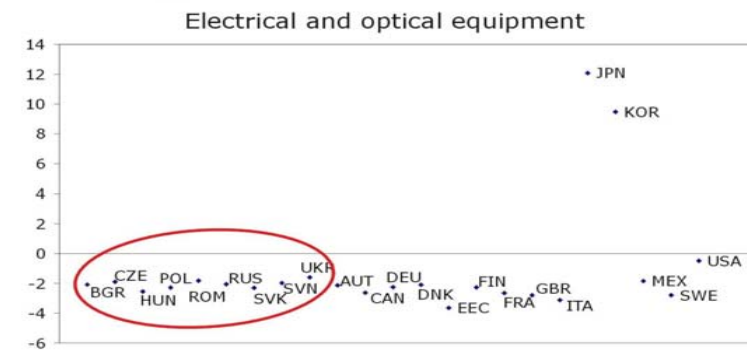 Electrical and optical equipment
14
12
10
8
6
4
2
0
-2
-4
-6
JPN
KOR
USA
UKR
CZE POL RUS AUT DEU FIN MEX
BGR HUN ROM SVK SVN CAN DNK EEC FRA GBR ITA SWE